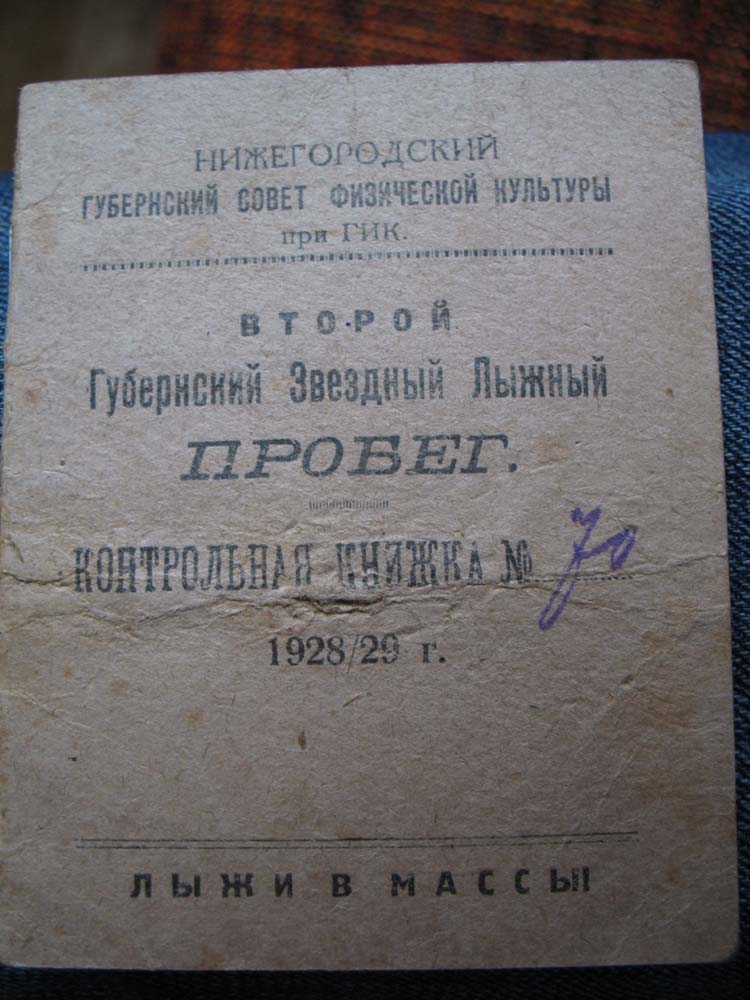 НИЖЕГОРОДСКИЙ
ГУБЕРНСКИЙ СОВЕТ ФИЗИЧЕСКОЙ КУЛЬТУРЫ
при ГИК.
ВТОРОЙ
Губернский Звездный Лыжный
ПРОБЕГ.
КОНТРОЛЬНАЯ КНИЖКА № 70
1928/29 г.
ЛЫЖИ В МАССЫ!